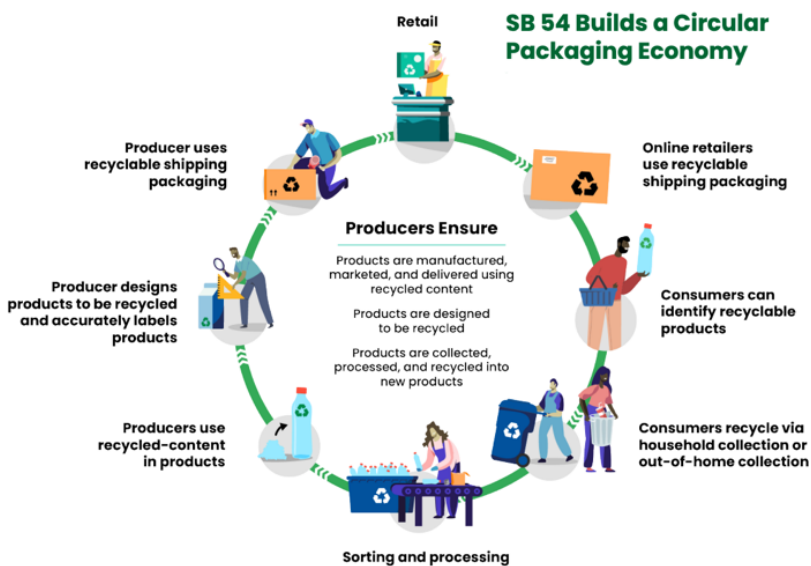 Retail
SB 54 Builds a Circular
Packaging Economy
Producer uses
recyclable shipping
packaging
Online retailers
use recyclable
shipping packaging
Producers Ensure
Products are manufactured,
marketed, and delivered using
recycled content
Products are designed
to be recycled
Products are collected,
processed, and recycled into
new products
Producer designs
products to be recycled
and accurately labels
products
Consumers can
identify recyclable
products
Producers use
recycled-content
in products
Consumers recycle via
household collection or
out-of-home collection
Sorting and processing